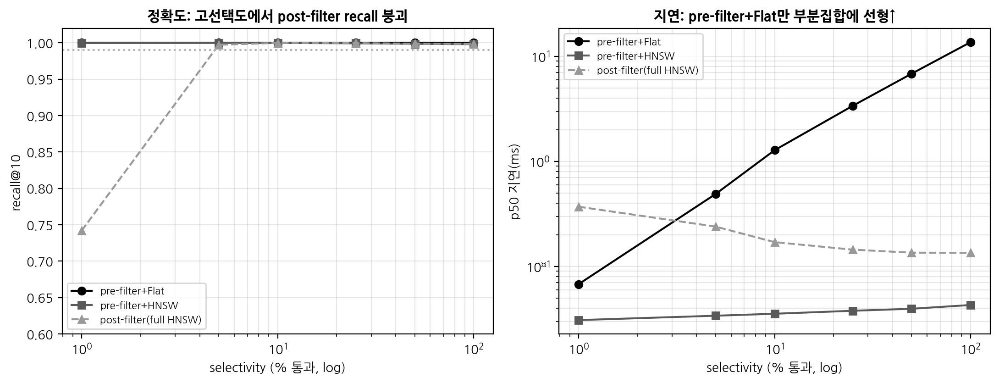 정확도: 고선택도에서 post-filter recall 붕괴
recall@10
1.00
0.95
0.90
0.85
0.80
0.75
0.70
0.65
0.60
pre-filter+Flat
pre-filter+HNSW
post-filter(full HNSW)
10⁰ 10¹ 10²
selectivity (% 통과, log)
지연: pre-filter+Flat만 부분집합에 선형↑
p50 지연(ms)
10¹
10⁰
10¤¹
pre-filter+Flat
pre-filter+HNSW
post-filter(full HNSW)
10⁰ 10¹ 10²
selectivity (% 통과, log)